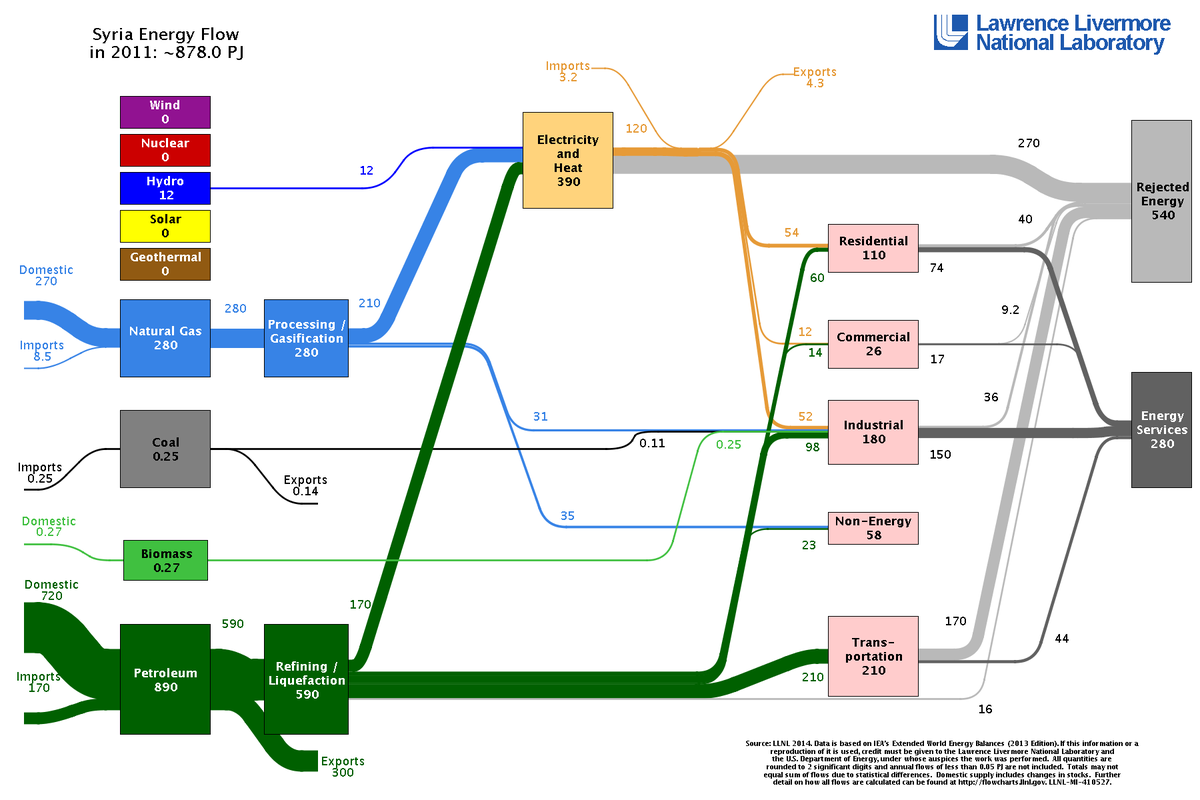 Syria Energy Flow
in 2011: ~878.0 PJ
Lawrence Livermore
National Laboratory
Imports
3.2
Exports
4.3
Wind
0
Nuclear
0
Hydro
12
Solar
0
Geothermal
0
12
Electricity
and
Heat
390
120
270
Rejected
Energy
540
Domestic
270
Imports
8.5
Natural Gas
280
280
Processing /
Gasification
280
210
54
60
Residential
110
40
74
12
14
Commercial
26
9.2
17
31
35
Coal
0.25
Imports
0.25
Exports
0.14
0.11
0.25
52
98
Industrial
180
36
150
Energy
Services
280
Domestic
0.27
Biomass
0.27
23
Non-Energy
58
Domestic
720
Imports
170
Petroleum
890
590
Refining /
Liquefaction
590
170
Exports
300
210
Trans-
portation
210
170
44
16
Source: LLNL 2014. Data is based on IEA's Extended World Energy Balances (2013 Edition). If this information or a
reproduction of it is used, credit must be given to the Lawrence Livermore National Laboratory and
the U.S. Department of Energy, under whose auspices the work was performed. All quantities are
rounded to 2 significant digits and annual flows of less than 0.05 PJ are not included. Totals may not
equal sum of flows due to statistical differences. Domestic supply includes changes in stocks. Further
detail on how all flows are calculated can be found at http://flowcharts.llnl.gov. LLNL-MI-410527.